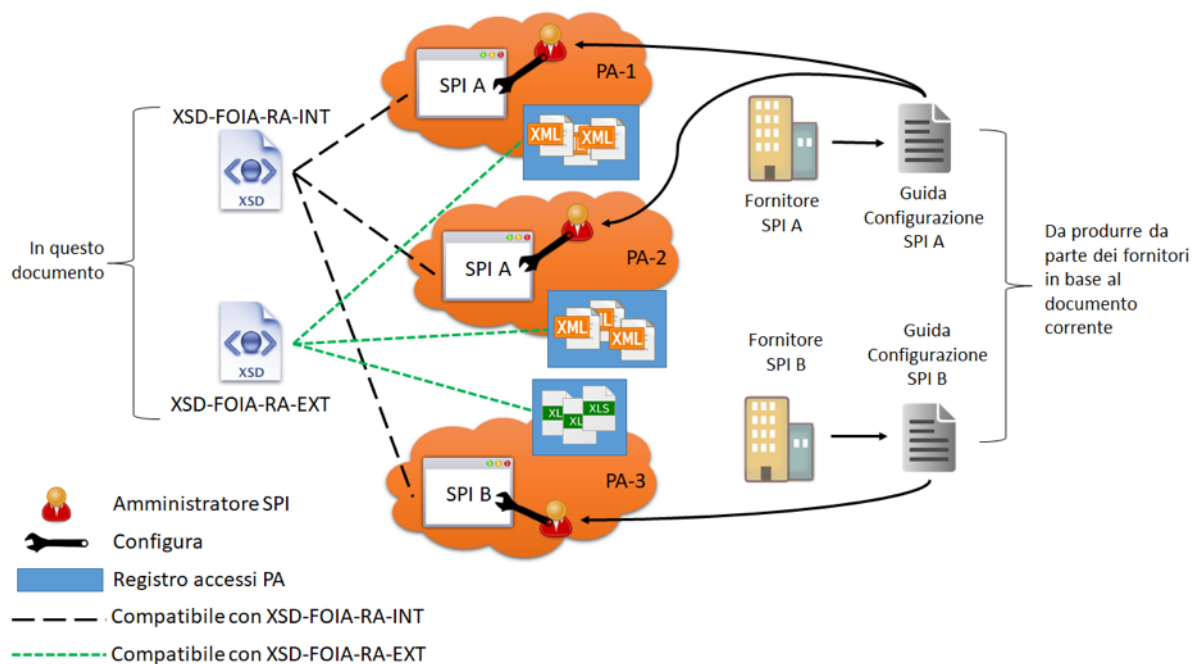 XSD-FOIA-RA-INT
XSD
In questo
documento
XSD
XSD-FOIA-RA-EXT
SPI A
PA-1
XML
XML
SPI A
PA-2
XML
XML
XML
XLS
XLS
XLS
SPI B
PA-3
Fornitore
SPI A
Guida
Configurazione
SPI A
Fornitore
SPI B
Guida
Configurazione
SPI B
Da produrre da
parte dei fornitori
in base al
documento
corrente
Amministratore SPI
Configura
Registro accessi PA
Compatibile con XSD-FOIA-RA-INT
Compatibile con XSD-FOIA-RA-EXT